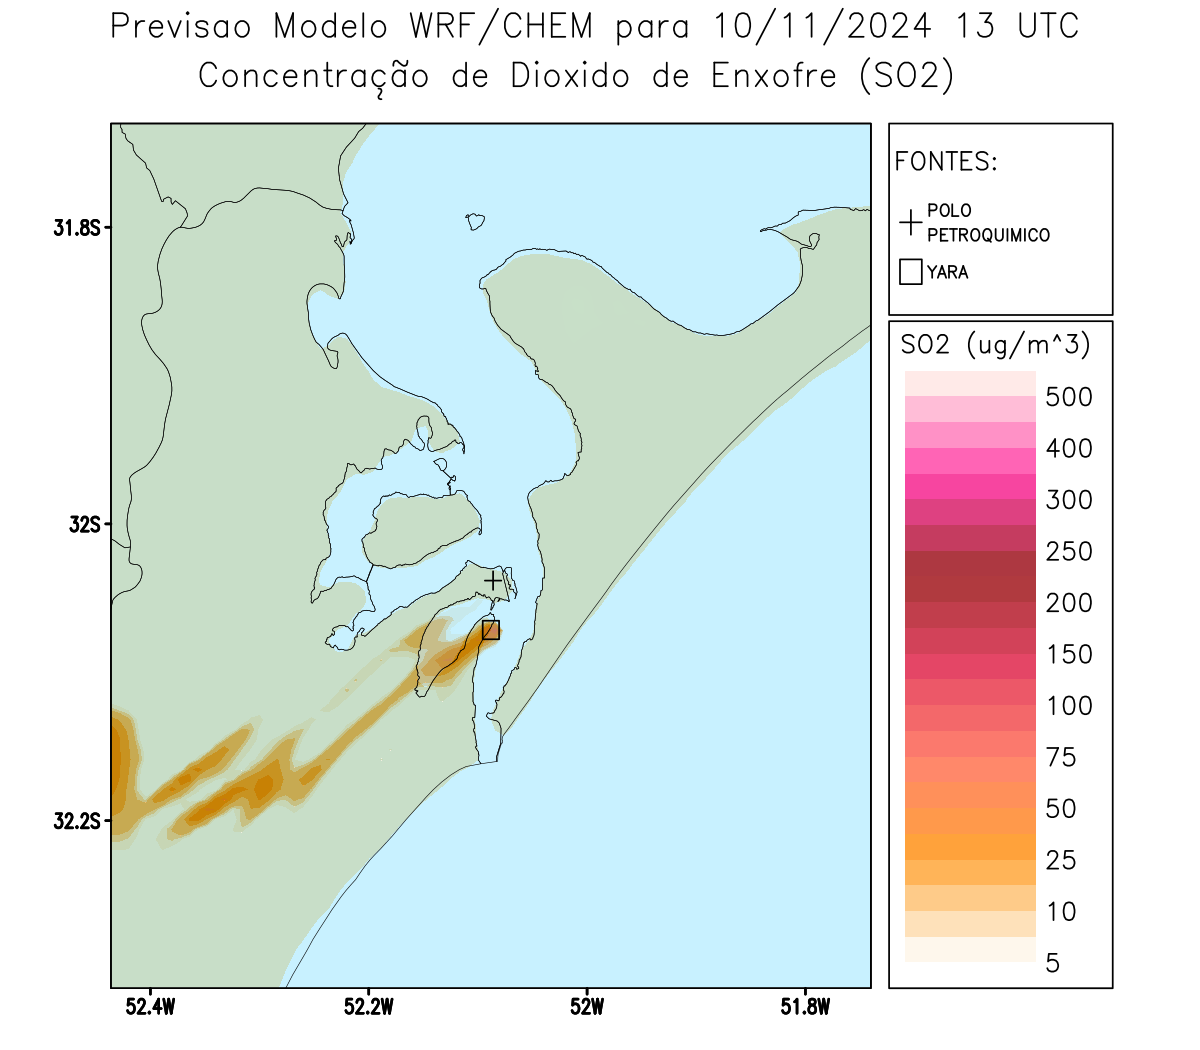 Previsao Modelo WRF/CHEM para 10/11/2024 13 UTC
Concentração de Dioxido de Enxofre (SO2)
FONTES:
POLO
PETROQUIMICO
YARA
31.8S
32S
32.2S
52.4W
52.2W
52W
51.8W
SO2 (ug/m^3)
500
400
300
250
200
150
100
75
50
25
10
5